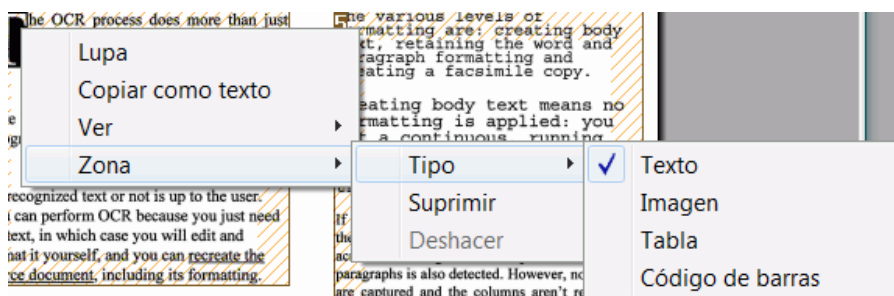 he OCR process does more than just
Lupa
Copiar como texto
Ver
Zona
recognized text or not is up to the user.
can perform OCR because you just need
text, in which case you will edit and
mat it yourself, and you can recreate the
ce document, including its formatting.
he various levels of
rmatting are: creating body
xt, retaining the word and
ragraph formatting and
eating a facsimile copy.
eating body text means no
rmatting is applied: you
t a continuous, running
Tipo
Suprimir
Deshacer
If
the
paragraphs is also detected. However, no
are captured and the columns aren't re
Texto
Imagen
Tabla
Código de barras